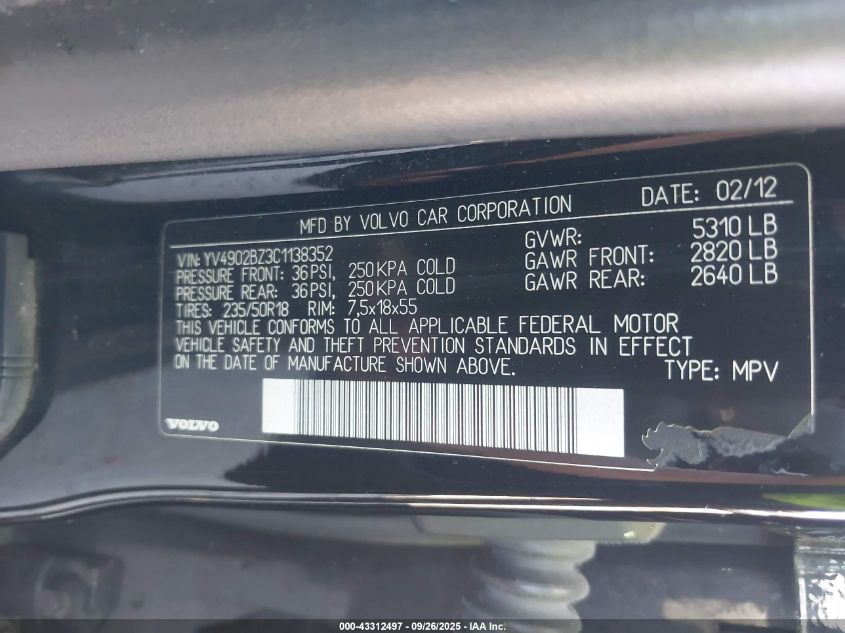 MFD BY VOLVO CAR CORPORATION
DATE: 02/12
VIN: YV4902BZ3C1138352
PRESSURE FRONT: 36PSI, 250KPA COLD
PRESSURE REAR: 36PSI, 250KPA COLD
TIRES: 235/50R18 RIM: 7,5x18x55
GVWR: 5310 LB
GAWR FRONT: 2820 LB
GAWR REAR: 2640 LB
THIS VEHICLE CONFORMS TO ALL APPLICABLE FEDERAL MOTOR
VEHICLE SAFETY AND THEFT PREVENTION STANDARDS IN EFFECT
ON THE DATE OF MANUFACTURE SHOWN ABOVE.
TYPE: MPV
VOLVO
000-43312497 - 09/26/2025 - IAA Inc.